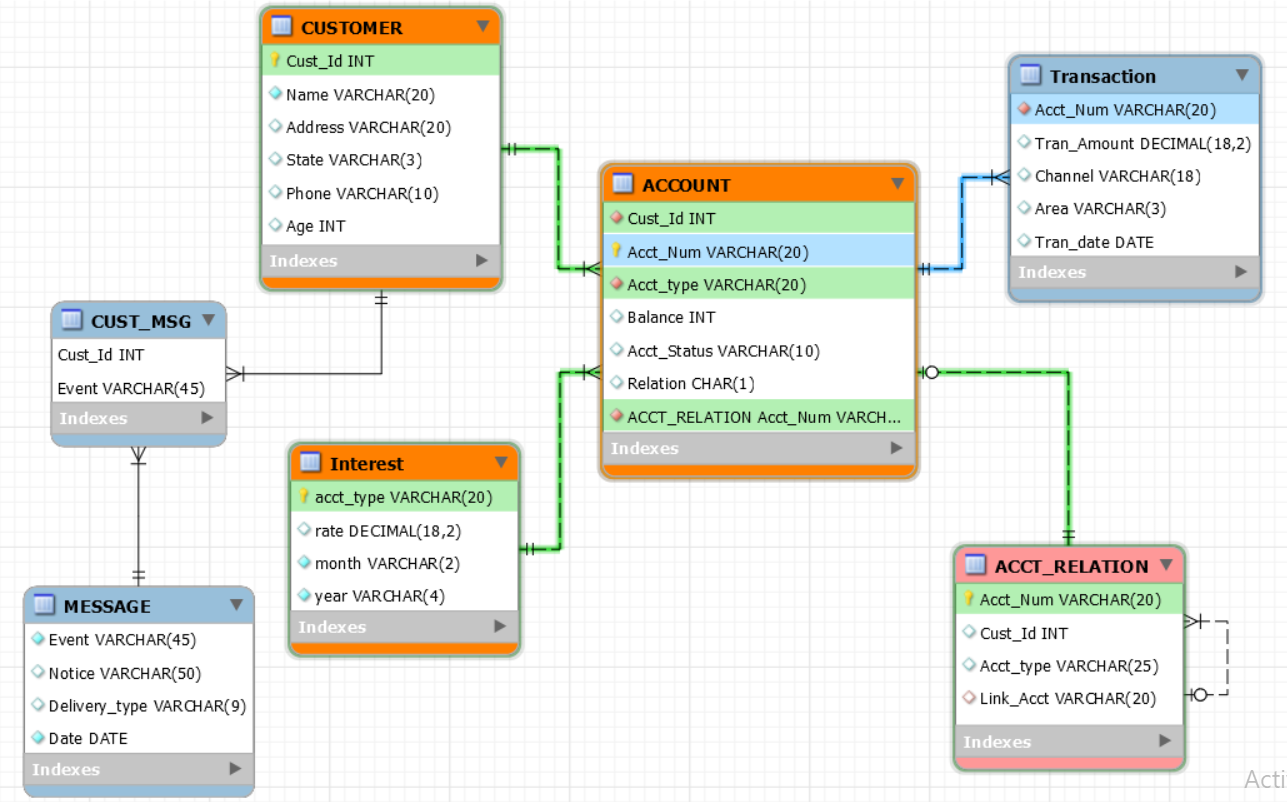 CUSTOMER
Cust_Id INT
Name VARCHAR(20)
Address VARCHAR(20)
State VARCHAR(3)
Phone VARCHAR(10)
Age INT
Indexes
Transaction
Acct_Num VARCHAR(20)
Tran_Amount DECIMAL(18,2)
Channel VARCHAR(18)
Area VARCHAR(3)
Tran_date DATE
Indexes
ACCOUNT
Cust_Id INT
Acct_Num VARCHAR(20)
Acct_type VARCHAR(20)
Balance INT
Acct_Status VARCHAR(10)
Relation CHAR(1)
ACCT_RELATION Acct_Num VARCH...
Indexes
CUST_MSG
Cust_Id INT
Event VARCHAR(45)
Indexes
Interest
acct_type VARCHAR(20)
rate DECIMAL(18,2)
month VARCHAR(2)
year VARCHAR(4)
Indexes
MESSAGE
Event VARCHAR(45)
Notice VARCHAR(50)
Delivery_type VARCHAR(9)
Date DATE
Indexes
ACCT_RELATION
Acct_Num VARCHAR(20)
Cust_Id INT
Acct_type VARCHAR(25)
Link_Acct VARCHAR(20)
Indexes
Acti